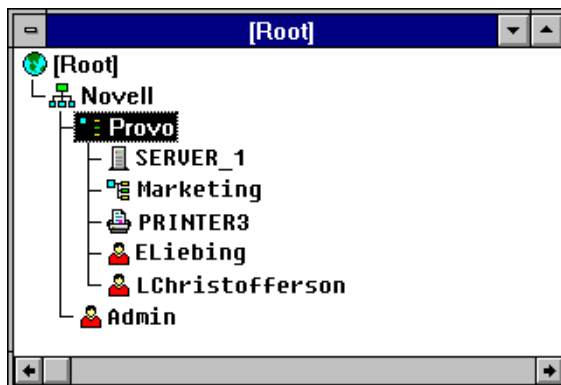 [Root]
[Root]
Novell
Provo
SERVER_1
Marketing
PRINTER3
ELiebing
LChristofferson
Admin